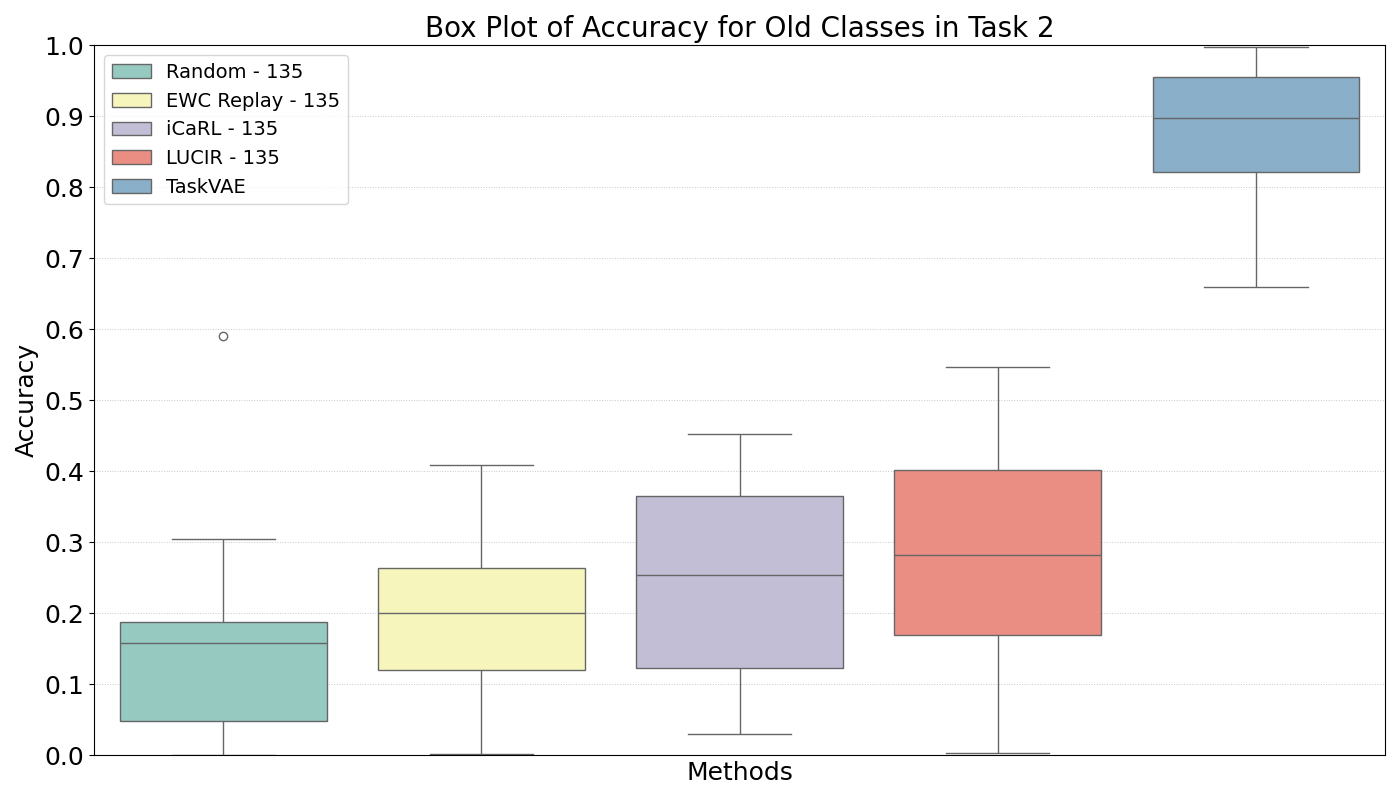 Box Plot of Accuracy for Old Classes in Task 2
1.0
0.9
0.8
0.7
0.6
0.5
0.4
0.3
0.2
0.1
0.0
Accuracy
Random - 135
EWC Replay - 135
iCaRL - 135
LUCIR - 135
TaskVAE
Methods